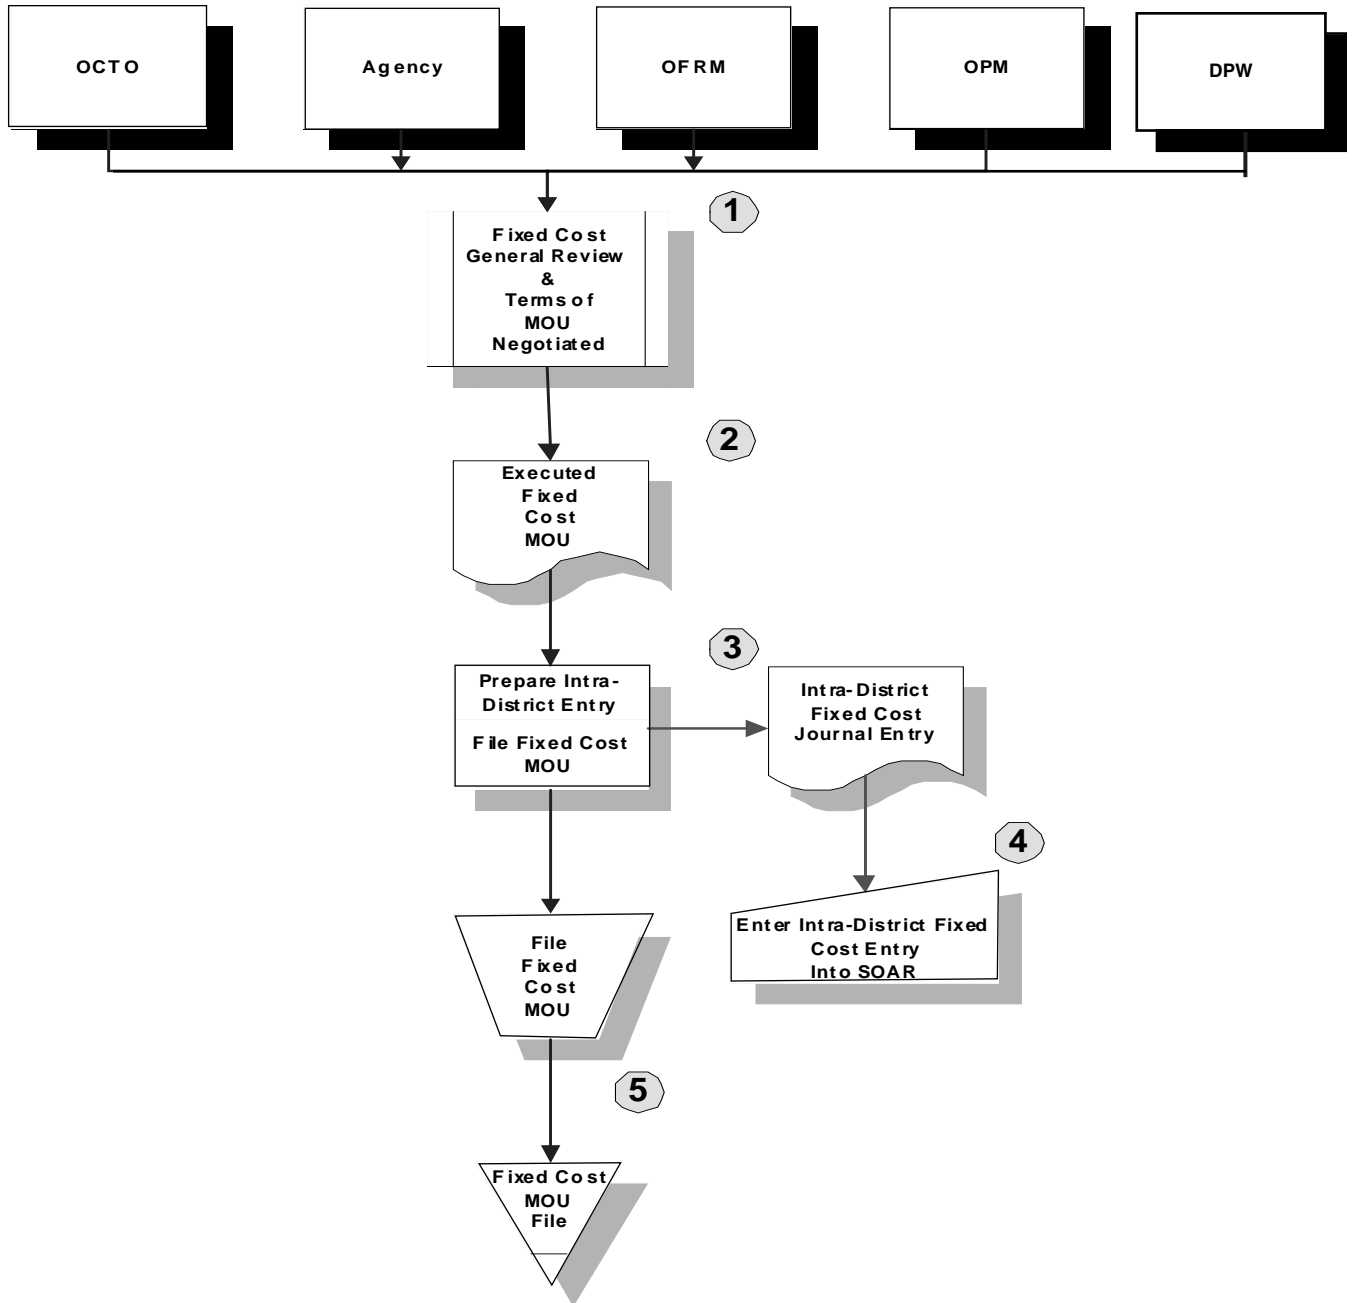 OCTO
Agency
OFRM
OPM
DPW
1
Fixed Cost
General Review
&
Terms of
MOU
Negotiated
2
Executed
Fixed
Cost
MOU
3
Prepare Intra-
District Entry
File Fixed Cost
MOU
Intra-District
Fixed Cost
Journal Entry
4
Enter Intra-District Fixed
Cost Entry
Into SOAR
File
Fixed
Cost
MOU
5
Fixed Cost
MOU
File